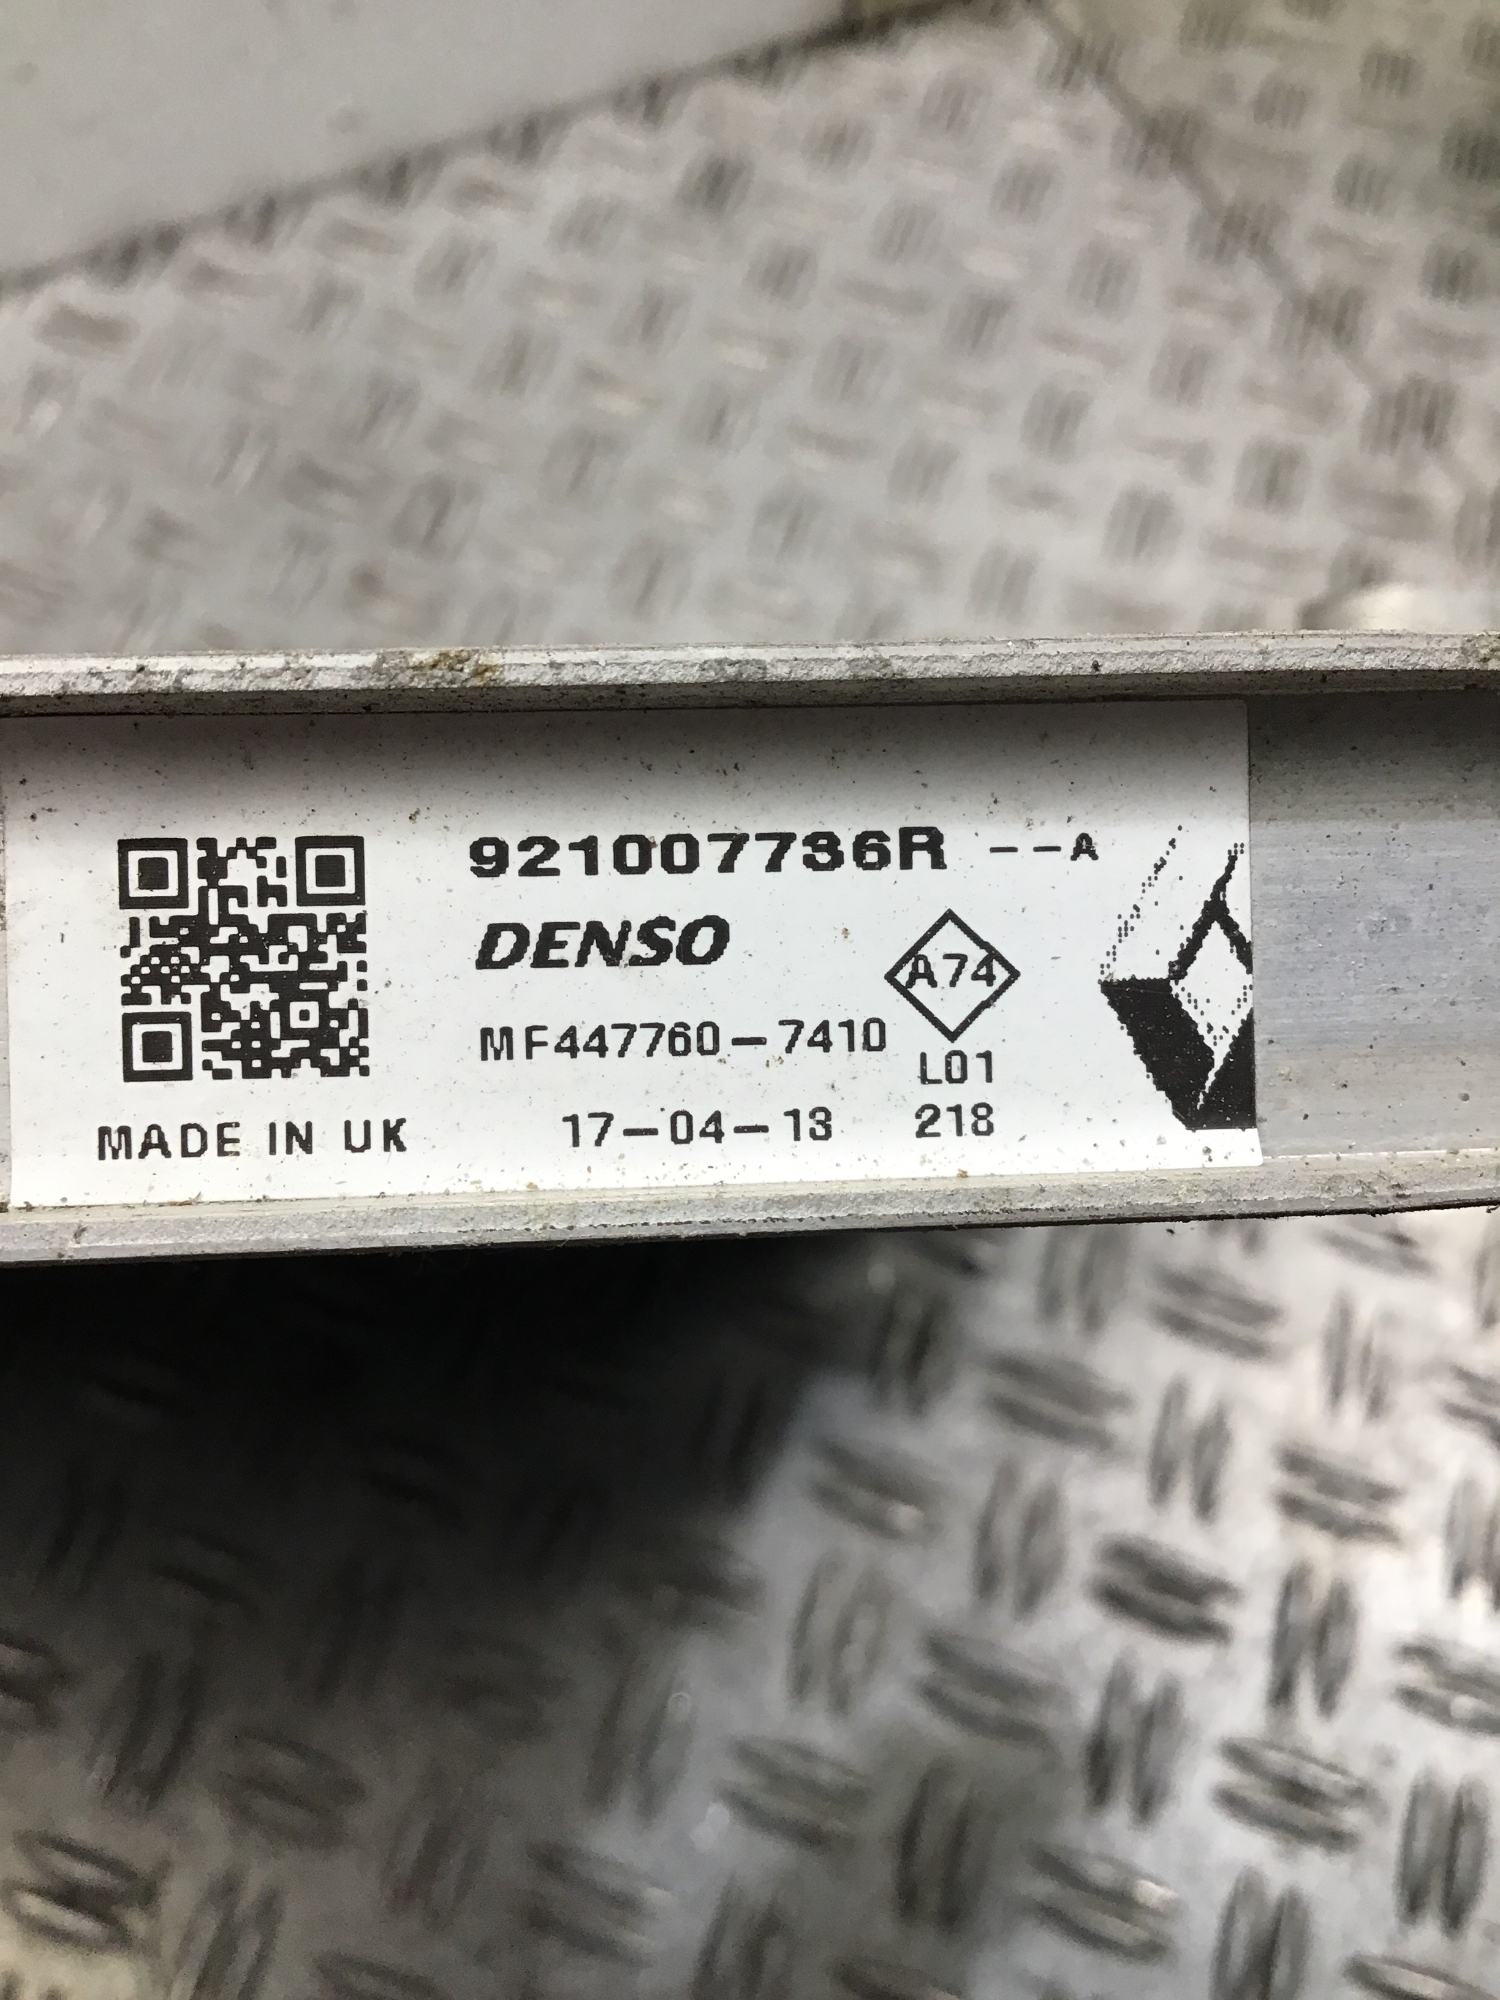 921007736R --A
DENSO
A74
MF447760-7410
L01
MADE IN UK
17-04-13
218